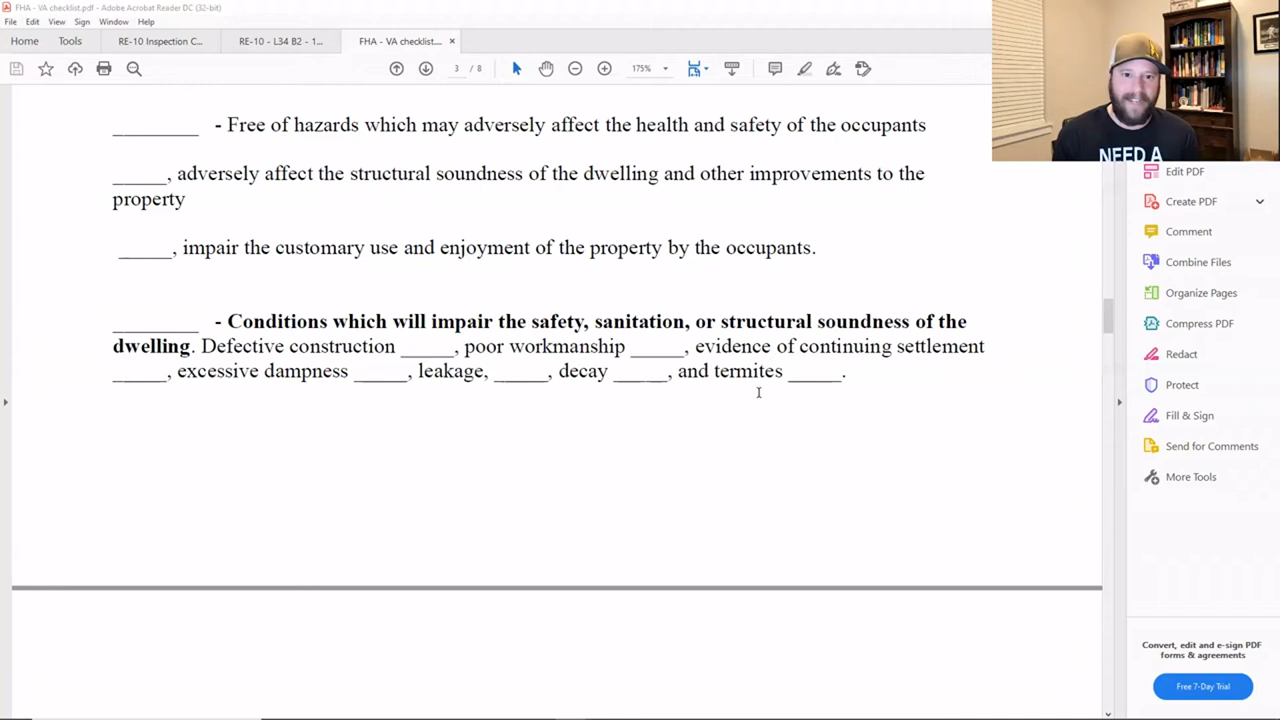 FHA - VA checklist.pdf - Adobe Acrobat Reader DC (32-bit)
File Edit View Sign Window Help
Home Tools RE-10 Inspection C... FHA - VA checklist.... ×
3 / 8 175%
________ - Free of hazards which may adversely affect the health and safety of the occupants
_____, adversely affect the structural soundness of the dwelling and other improvements to the
property
_____, impair the customary use and enjoyment of the property by the occupants.
________ - Conditions which will impair the safety, sanitation, or structural soundness of the
dwelling. Defective construction _____, poor workmanship _____, evidence of continuing settlement
_____, excessive dampness _____, leakage, _____, decay _____, and termites _____.
NEED A
Edit PDF
Create PDF
Comment
Combine Files
Organize Pages
Compress PDF
Redact
Protect
Fill & Sign
Send for Comments
More Tools
Convert, edit and e-sign PDF
forms & agreements
Free 7-Day Trial